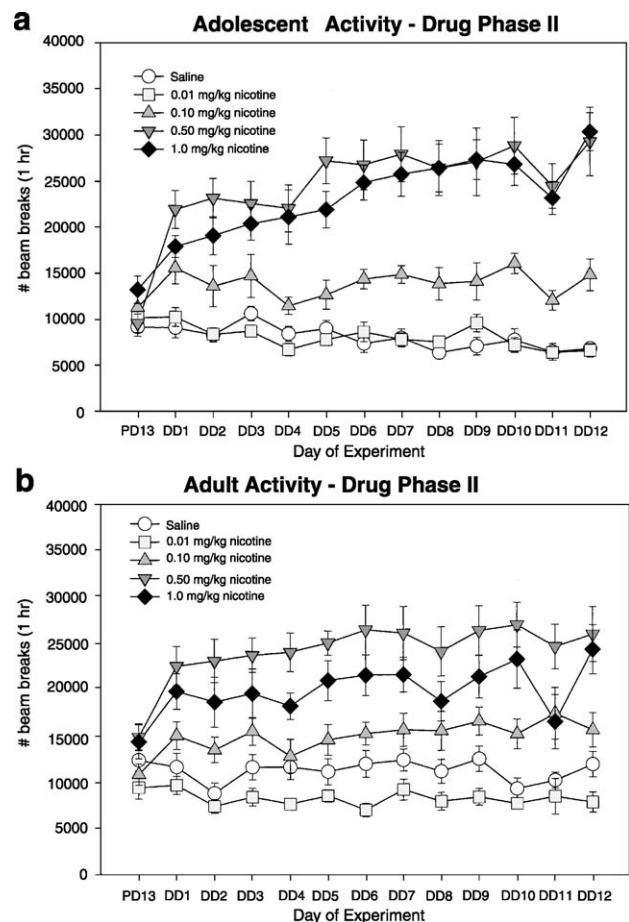 a
Adolescent Activity - Drug Phase II
40000
35000
30000
25000
20000
15000
10000
5000
0
# beam breaks (1 hr)
Saline
0.01 mg/kg nicotine
0.10 mg/kg nicotine
0.50 mg/kg nicotine
1.0 mg/kg nicotine
PD13 DD1 DD2 DD3 DD4 DD5 DD6 DD7 DD8 DD9 DD10 DD11 DD12
Day of Experiment
b
Adult Activity - Drug Phase II
40000
35000
30000
25000
20000
15000
10000
5000
0
# beam breaks (1 hr)
Saline
0.01 mg/kg nicotine
0.10 mg/kg nicotine
0.50 mg/kg nicotine
1.0 mg/kg nicotine
PD13 DD1 DD2 DD3 DD4 DD5 DD6 DD7 DD8 DD9 DD10 DD11 DD12
Day of Experiment